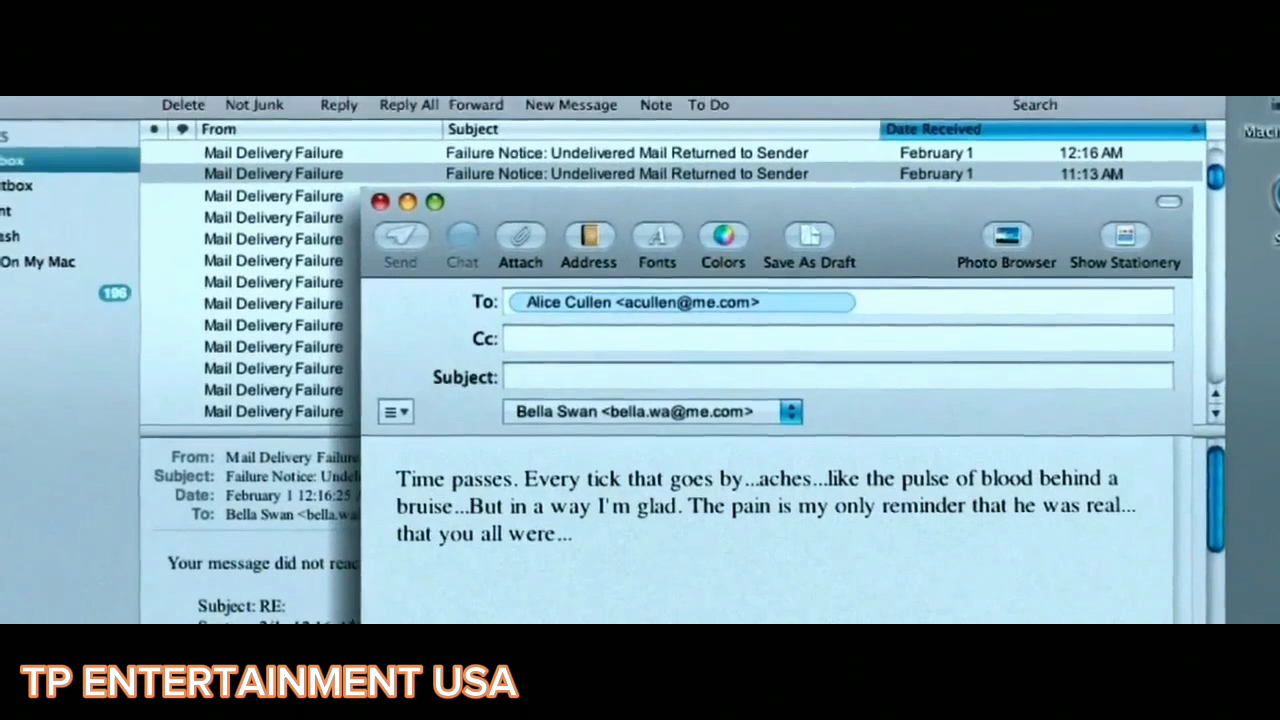 Delete Not Junk Reply Reply All Forward New Message Note To Do Search
From Subject Date Received
Mail Delivery Failure Failure Notice: Undelivered Mail Returned to Sender February 1 12:16 AM
Mail Delivery Failure Failure Notice: Undelivered Mail Returned to Sender February 1 11:13 AM
Mail Delivery Failure
Mail Delivery Failure
Mail Delivery Failure
Mail Delivery Failure
Mail Delivery Failure
Mail Delivery Failure
Mail Delivery Failure
Mail Delivery Failure
Mail Delivery Failure
Mail Delivery Failure
Mail Delivery Failure
On My Mac
196
Send Chat Attach Address Fonts Colors Save As Draft Photo Browser Show Stationery
To: Alice Cullen <acullen@me.com>
Cc:
Subject:
Bella Swan <bella.wa@me.com>
Time passes. Every tick that goes by...aches...like the pulse of blood behind a
bruise...But in a way I'm glad. The pain is my only reminder that he was real...
that you all were...
From: Mail Delivery Failure
Subject: Failure Notice: Undel
Date: February 1 12:16:25
To: Bella Swan <bella.wa
Your message did not reac
Subject: RE:
TP ENTERTAINMENT USA